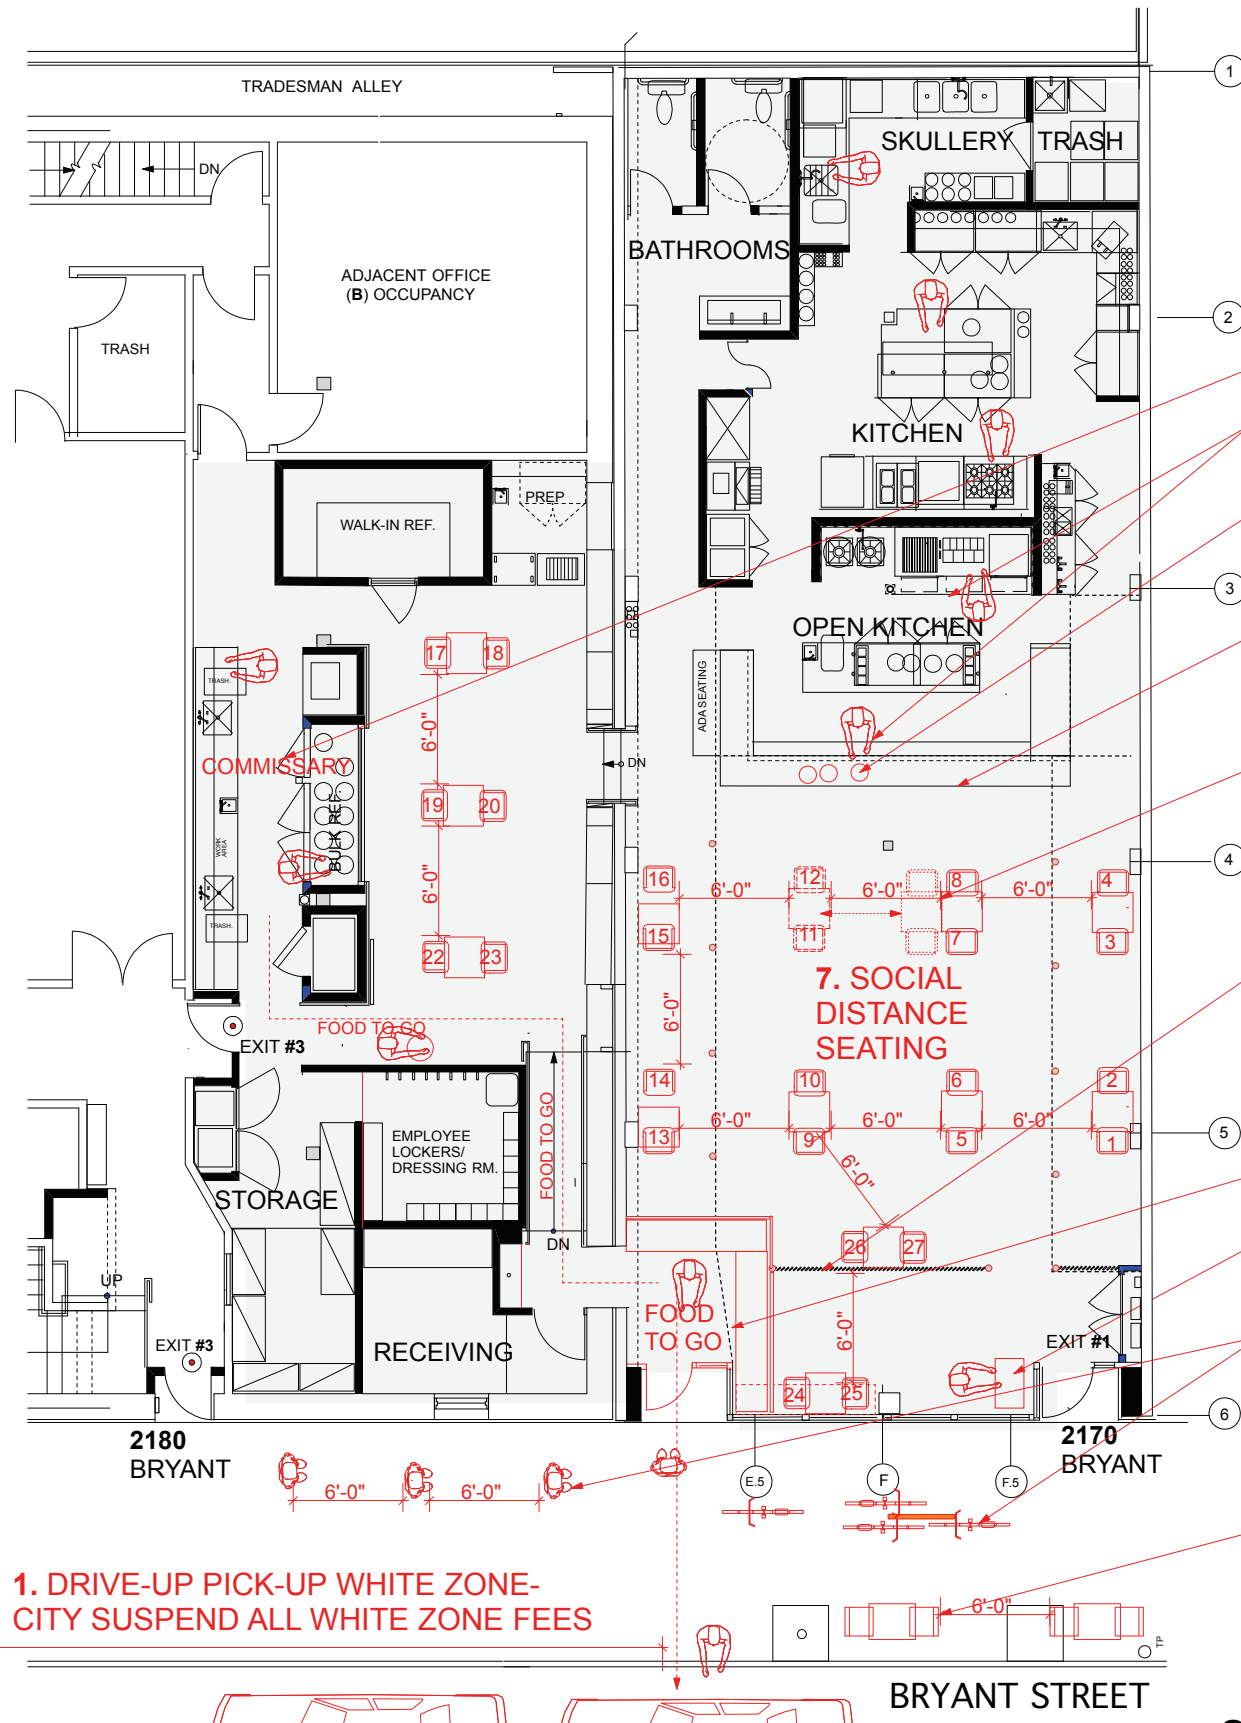 TRADESMAN ALLEY
1
DN
SKULLERY
TRASH
BATHROOMS
ADJACENT OFFICE
(B) OCCUPANCY
2
TRASH
KITCHEN
PREP
WALK-IN REF.
3
OPEN KITCHEN
17
18
ADA SEATING
TRASH.
6'-0"
COMMISSARY
DN
19
20
BULK REF
WORK
AREA
4
16
12
8
4
6'-0"
6'-0"
6'-0"
6'-0"
TRASH.
15
11
7
3
22
23
7. SOCIAL
DISTANCE
SEATING
6'-0"
FOOD TO GO
EXIT #3
14
10
6
2
FOOD TO GO
6'-0"
6'-0"
6'-0"
5
13
9
5
1
EMPLOYEE
LOCKERS/
DRESSING RM.
6'-0"
STORAGE
DN
26
27
UP
FOOD
TO GO
6'-0"
EXIT #3
RECEIVING
EXIT #1
24
25
6
2180
BRYANT
2170
BRYANT
E.5
F
F.5
6'-0"
6'-0"
1. DRIVE-UP PICK-UP WHITE ZONE-
CITY SUSPEND ALL WHITE ZONE FEES
6'-0"
TP
BRYANT STREET